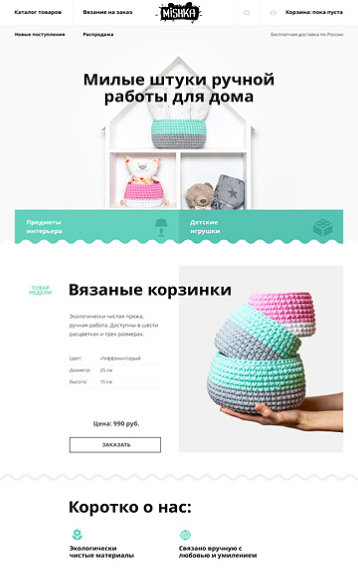 Каталог товаров
Вязание на заказ
MiSHKA
Корзина: пока пуста
Новые поступления
Распродажа
бесплатная доставка по России
Милые штуки ручной
работы для дома
Предметы
интерьера
Детские
игрушки
ТОВАР
НЕДЕЛИ
Вязаные корзинки
Экологически чистая пряжа,
ручная работа. Доступны в шести
расцветках и трех размерах.
Цвет:
Диаметр: 25 см
Высота: 15 см
Цена: 990 руб.
ЗАКАЗАТЬ
Коротко о нас:
Экологически
чистые материалы
Связано вручную с
любовью и умилением